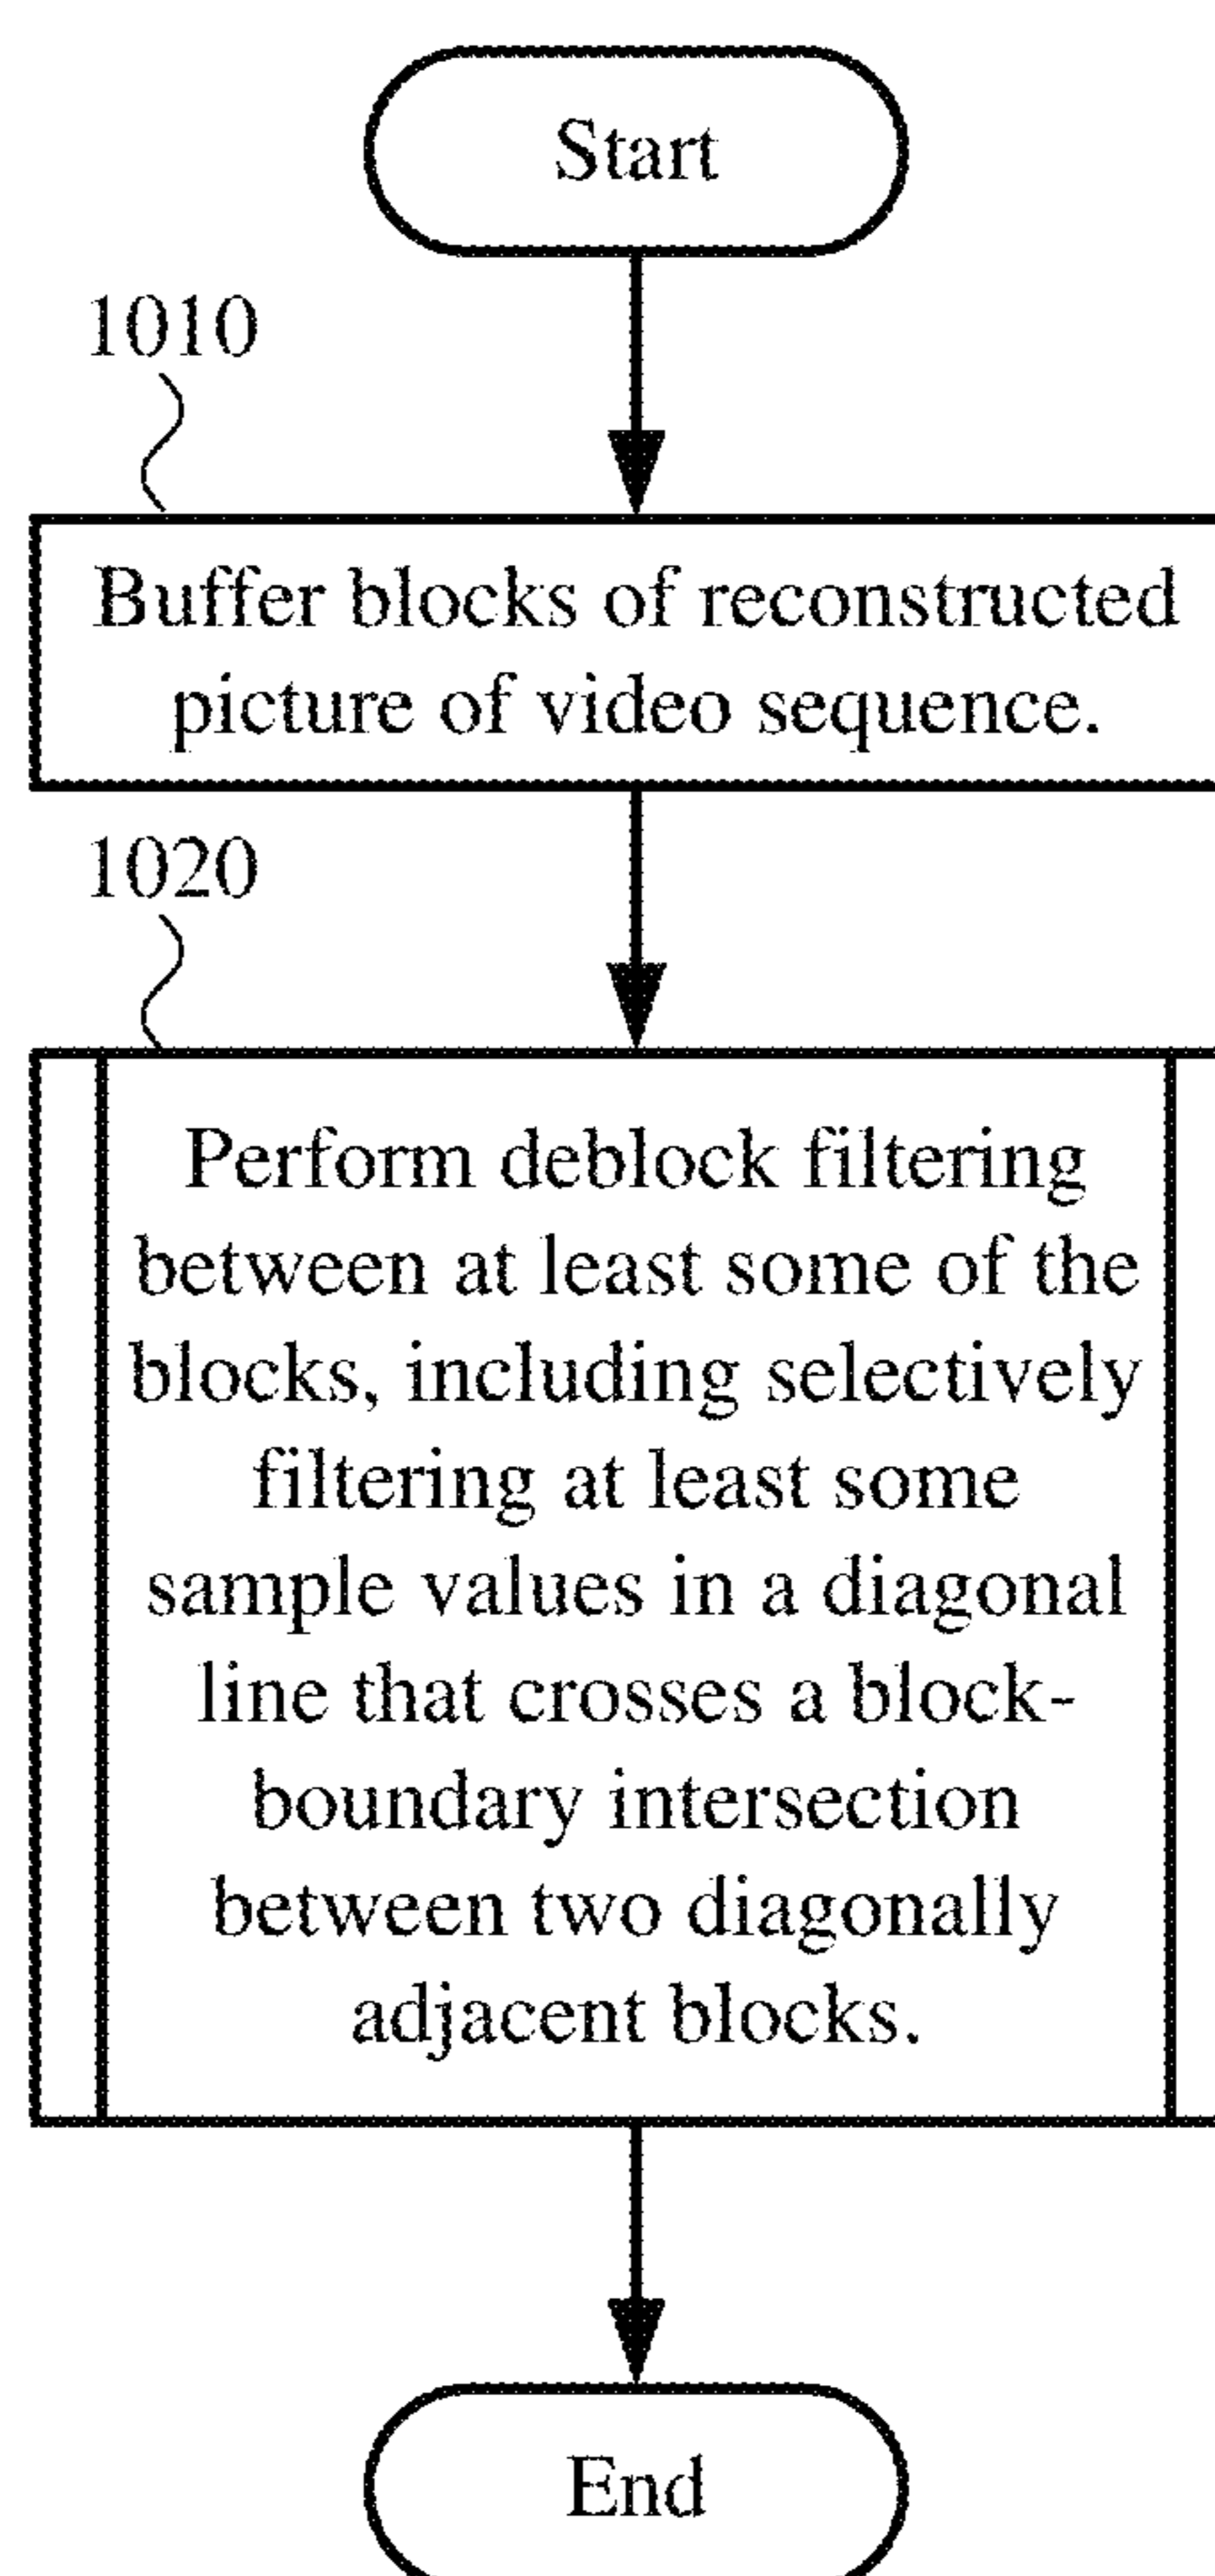 Start
1010
Buffer blocks of reconstructed
picture of video sequence.
1020
Perform deblock filtering
between at least some of the
blocks, including selectively
filtering at least some
sample values in a diagonal
line that crosses a block-
boundary intersection
between two diagonally
adjacent blocks.
End